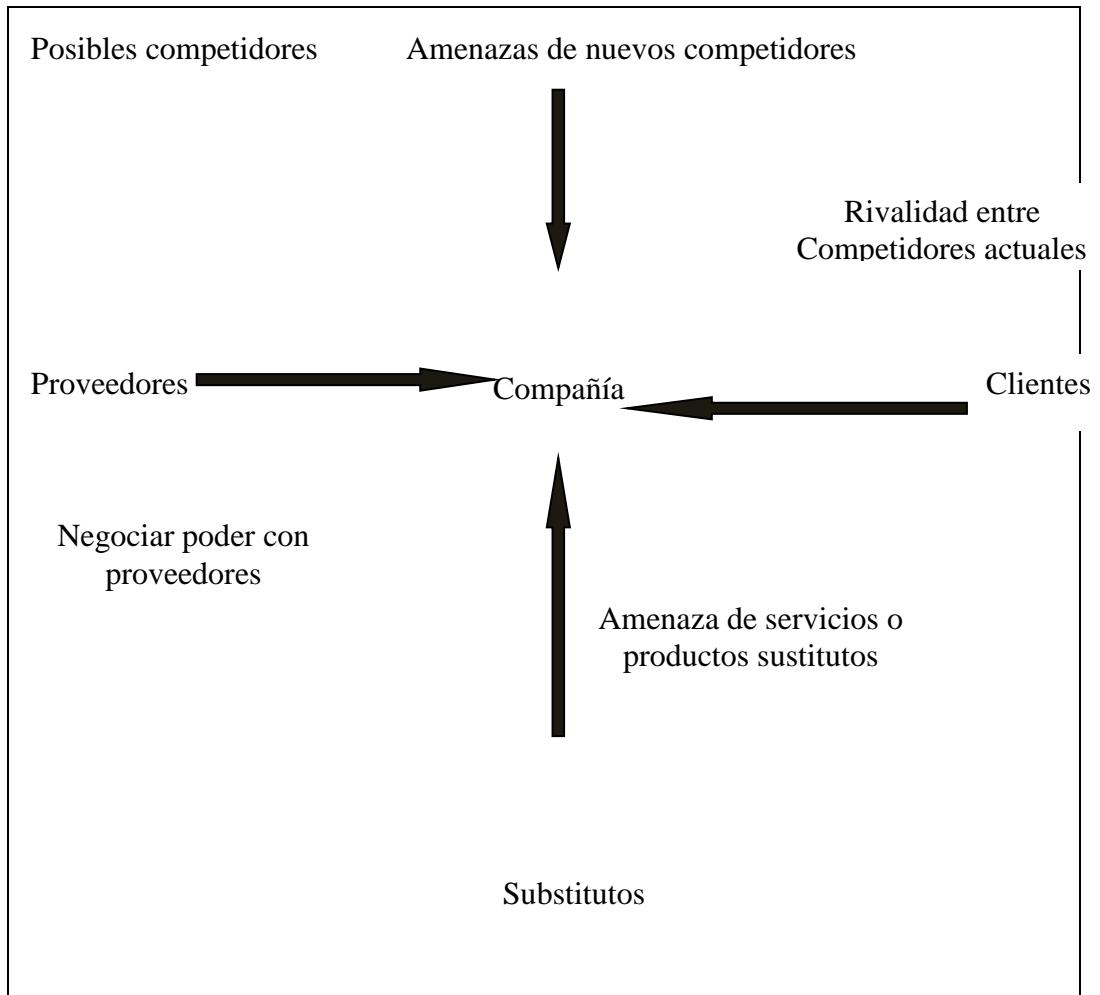 Posibles competidores
Amenazas de nuevos competidores
Rivalidad entre
Competidores actuales
Proveedores
Compañía
Clientes
Negociar poder con
proveedores
Amenaza de servicios o
productos sustitutos
Substitutos